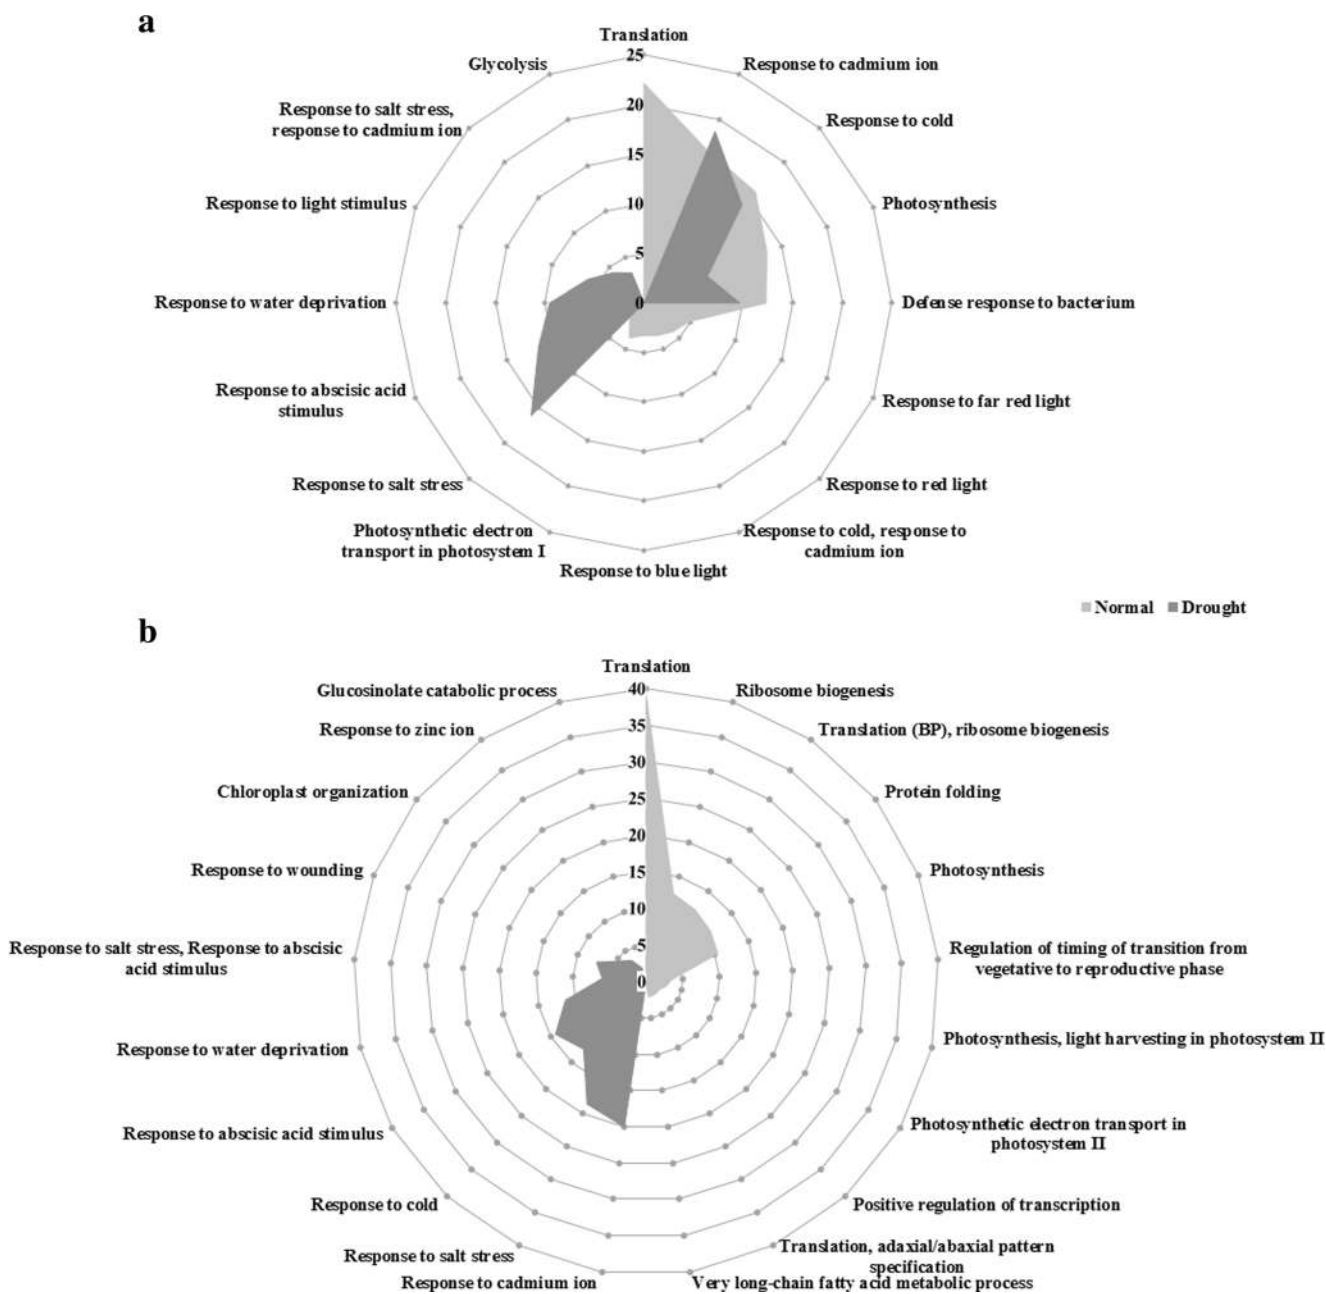 a
Translation
25
Glycolysis
Response to cadmium ion
Response to salt stress,
response to cadmium ion
20
Response to cold
15
Response to light stimulus
10
Photosynthesis
5
Response to water deprivation
0
Defense response to bacterium
Response to abscisic acid
stimulus
Response to far red light
Response to salt stress
Response to red light
Photosynthetic electron
transport in photosystem I
Response to cold, response to
cadmium ion
Response to blue light
Normal Drought
b
Translation
40
Glucosinolate catabolic process
Ribosome biogenesis
35
Response to zinc ion
Translation (BP), ribosome biogenesis
30
Chloroplast organization
25
Protein folding
20
Response to wounding
15
Photosynthesis
10
Response to salt stress, Response to abscisic
acid stimulus
5
Regulation of timing of transition from
vegetative to reproductive phase
0
Response to water deprivation
Photosynthesis, light harvesting in photosystem II
Response to abscisic acid stimulus
Photosynthetic electron transport in
photosystem II
Response to cold
Positive regulation of transcription
Response to salt stress
Translation, adaxial/abaxial pattern
specification
Response to cadmium ion
Very long-chain fatty acid metabolic process